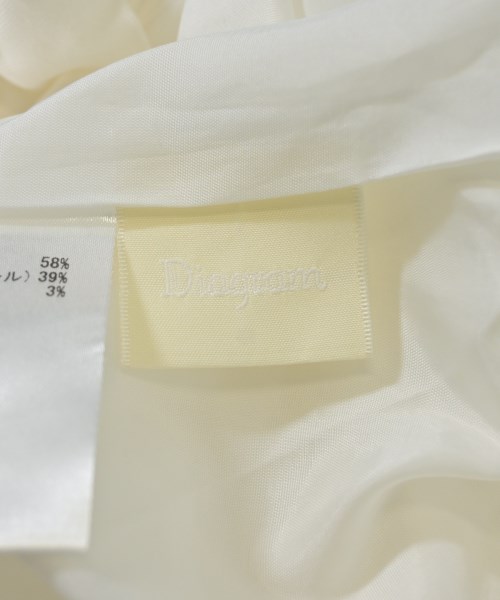 58%
ル) 39%
3%
Diagram